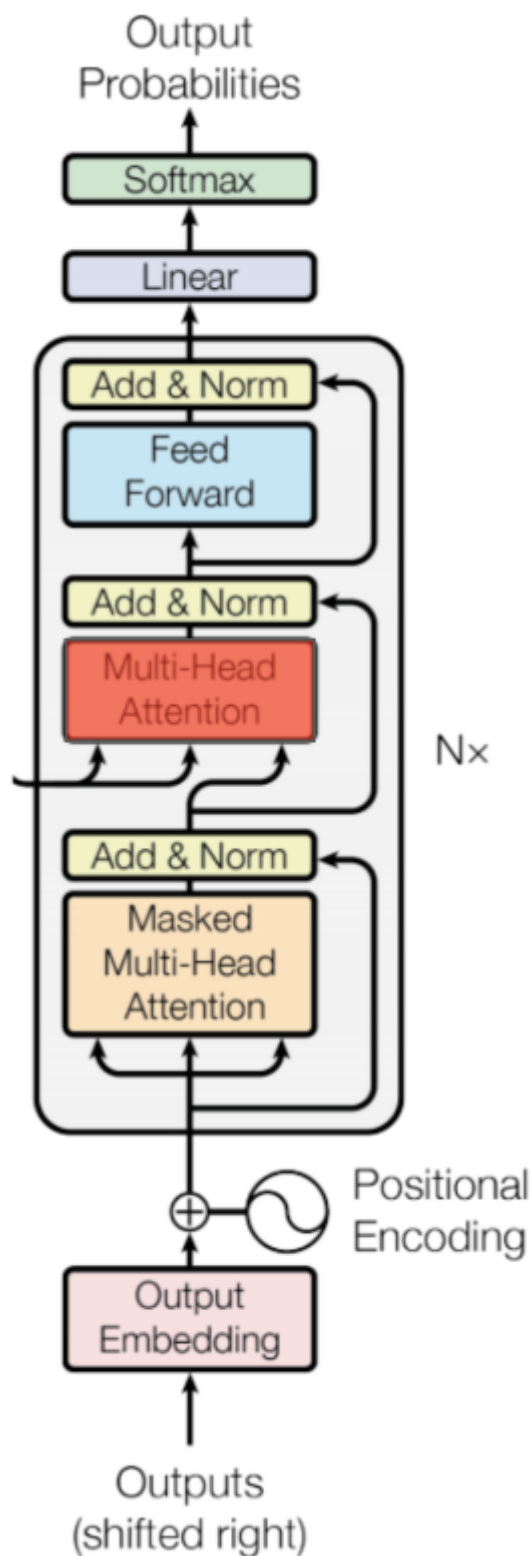 Output
Probabilities
Softmax
Linear
Add & Norm
Feed
Forward
Add & Norm
Multi-Head
Attention
N×
Add & Norm
Masked
Multi-Head
Attention
Positional
Encoding
Output
Embedding
Outputs
(shifted right)